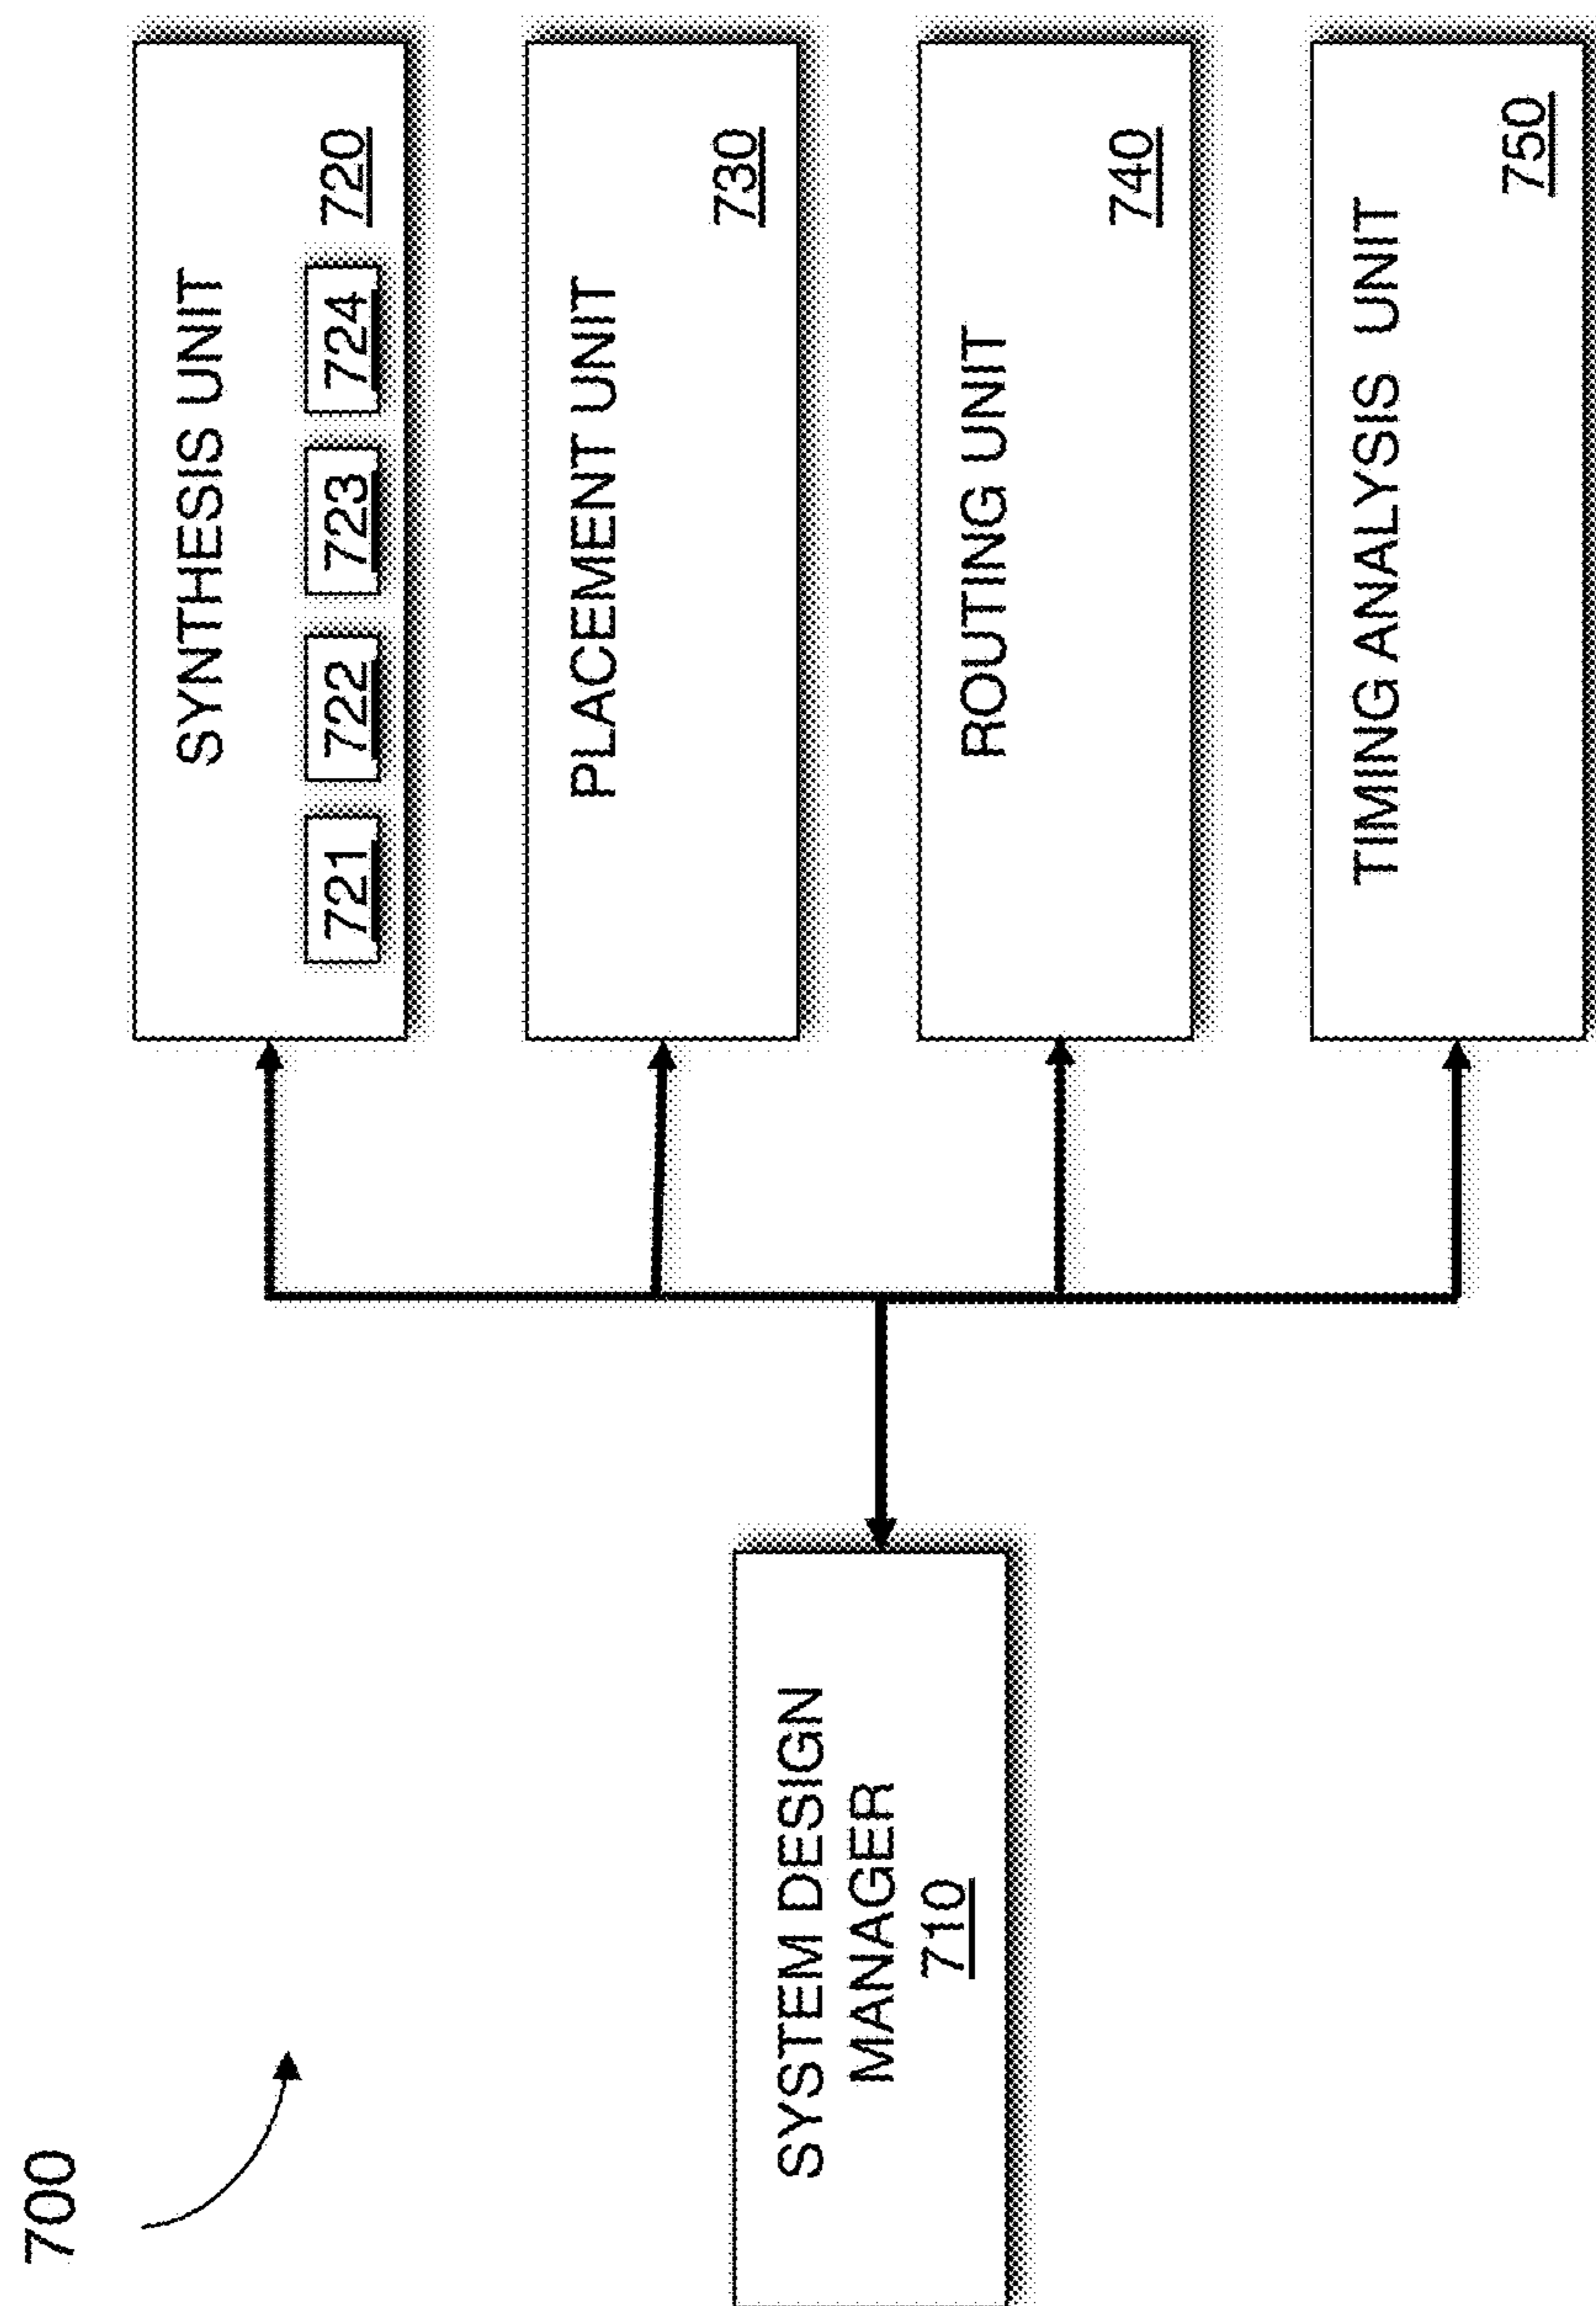 700
SYSTEM DESIGN
MANAGER
710
SYNTHESIS UNIT
721 722 723 724 720
PLACEMENT UNIT
730
ROUTING UNIT
740
TIMING ANALYSIS UNIT
750